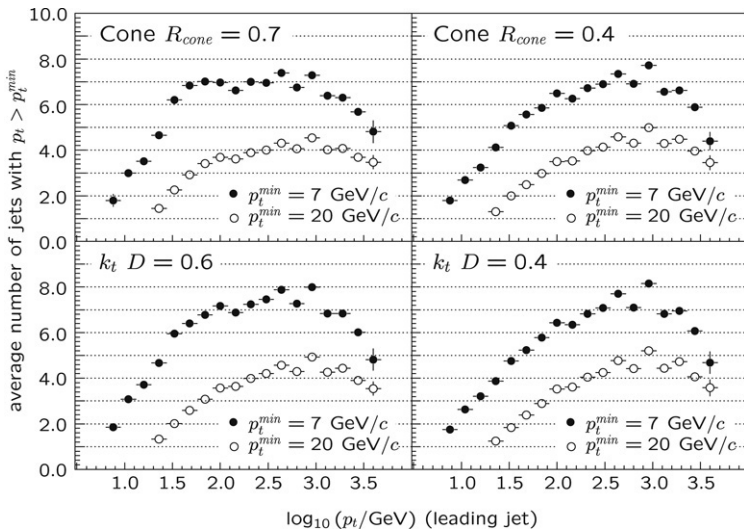 average number of jets with p_t > p_t^min
Cone R_cone = 0.7
Cone R_cone = 0.4
8.0
6.0
4.0
2.0
0.0
● p_t^min = 7 GeV/c
○ p_t^min = 20 GeV/c
● p_t^min = 7 GeV/c
○ p_t^min = 20 GeV/c
k_t D = 0.6
k_t D = 0.4
8.0
6.0
4.0
2.0
0.0
● p_t^min = 7 GeV/c
○ p_t^min = 20 GeV/c
● p_t^min = 7 GeV/c
○ p_t^min = 20 GeV/c
1.0 1.5 2.0 2.5 3.0 3.5 1.0 1.5 2.0 2.5 3.0 3.5
log₁₀ (p_t/GeV) (leading jet)